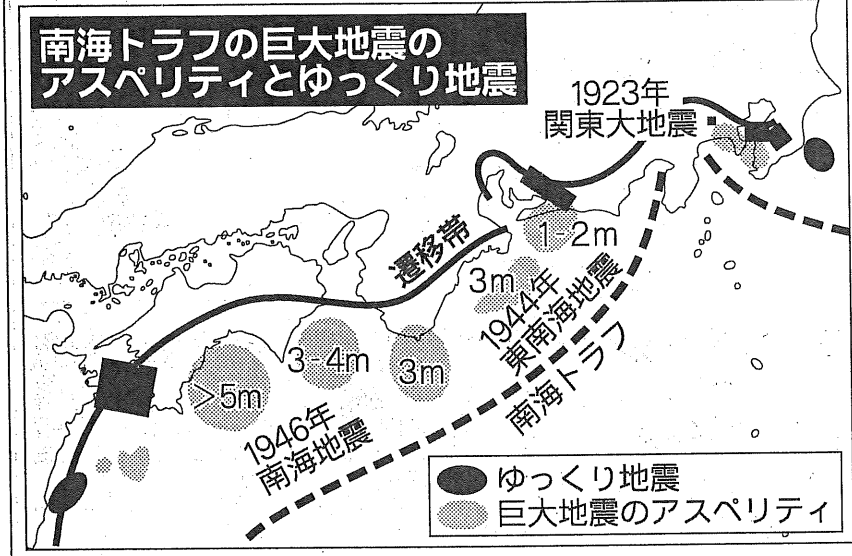 南海トラフの巨大地震の
アスペリティとゆっくり地震
1923年
関東大地震
遷移帯
1-2m
3m
1944年
東南海地震
南海トラフ
3-4m
3m
>5m
1946年
南海地震
ゆっくり地震
巨大地震のアスペリティ